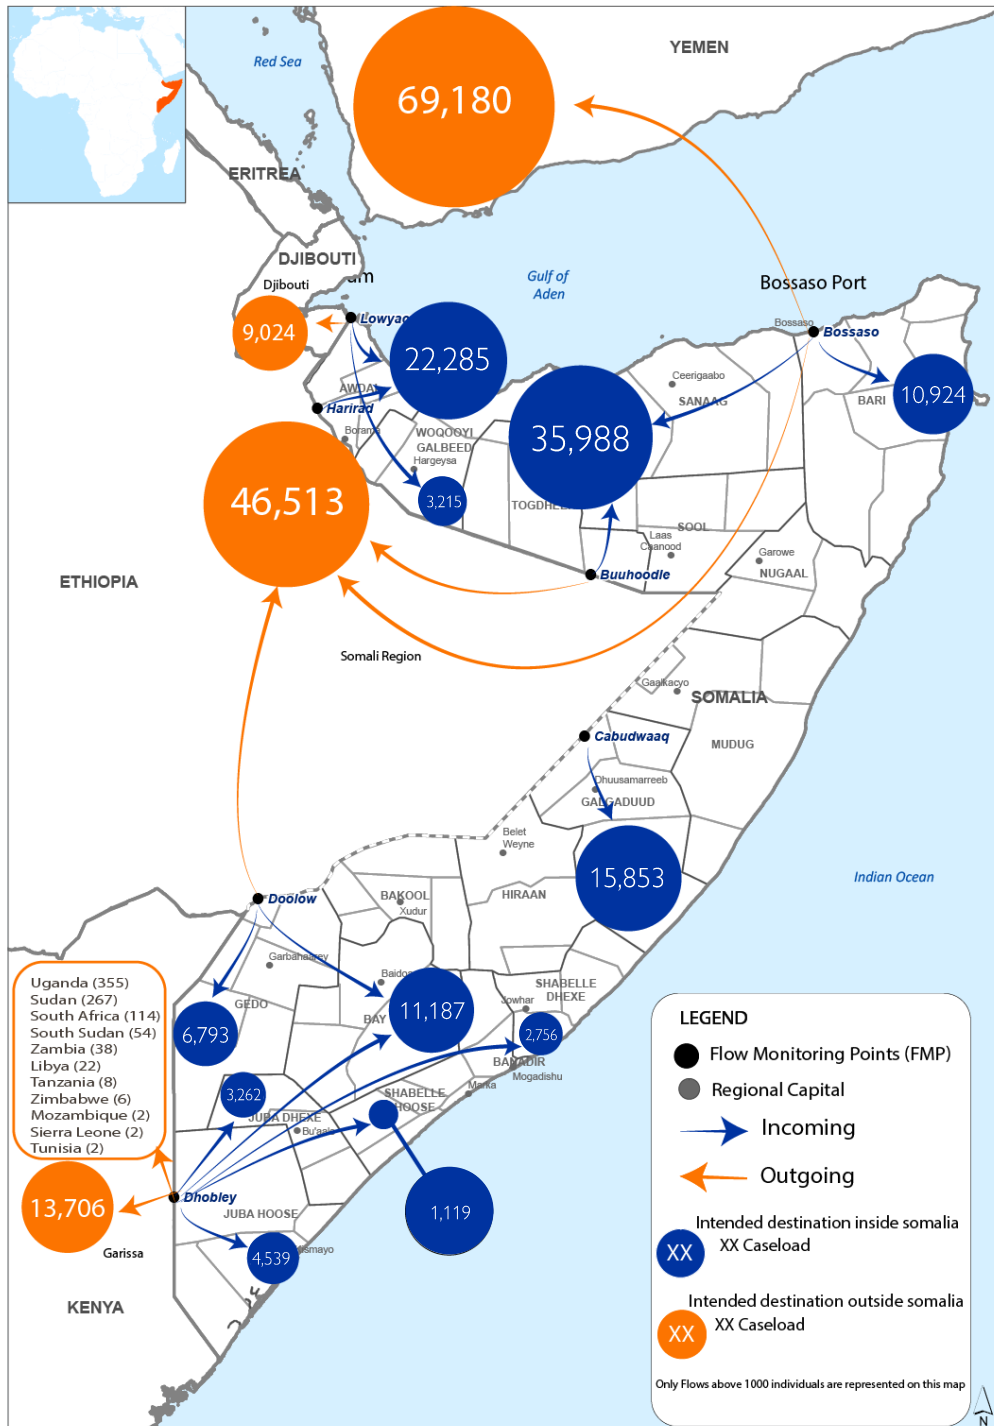 YEMEN
Red Sea
69,180
ERITREA
DJIBOUTI
Djibouti
Gulf of
Aden
Bossaso Port
9,024
Bossaso
Bossaso
22,285
Ceerigaabo
SANAAG
BARI
10,924
Harirad
Borama
WOQOOYI
GALBEED
Hargeysa
35,988
46,513
3,215
SOOL
Laas
Caanood
Garowe
NUGAAL
Buuhoodle
ETHIOPIA
Somali Region
Gaalkacyo
SOMALIA
Cabudwaaq
MUDUG
Dhuusamarreeb
GALGADUUD
Belet
Weyne
15,853
Indian Ocean
HIRAAN
BAKOOL
Xudur
Doolow
Garbahaarey
GEDO
6,793
BAY
11,187
SHABELLE
DHEXE
Jowhar
2,756
BANADIR
Mogadishu
Marka
SHABELLE
HOOSE
3,262
JUBA DHEXE
Bu'aale
1,119
Uganda (355)
Sudan (267)
South Africa (114)
South Sudan (54)
Zambia (38)
Libya (22)
Tanzania (8)
Zimbabwe (6)
Mozambique (2)
Sierra Leone (2)
Tunisia (2)
13,706
Dhobley
JUBA HOOSE
Garissa
4,539
KENYA
LEGEND
Flow Monitoring Points (FMP)
Regional Capital
Incoming
Outgoing
Intended destination inside somalia
XX
XX Caseload
Intended destination outside somalia
XX
XX Caseload
Only Flows above 1000 individuals are represented on this map
N